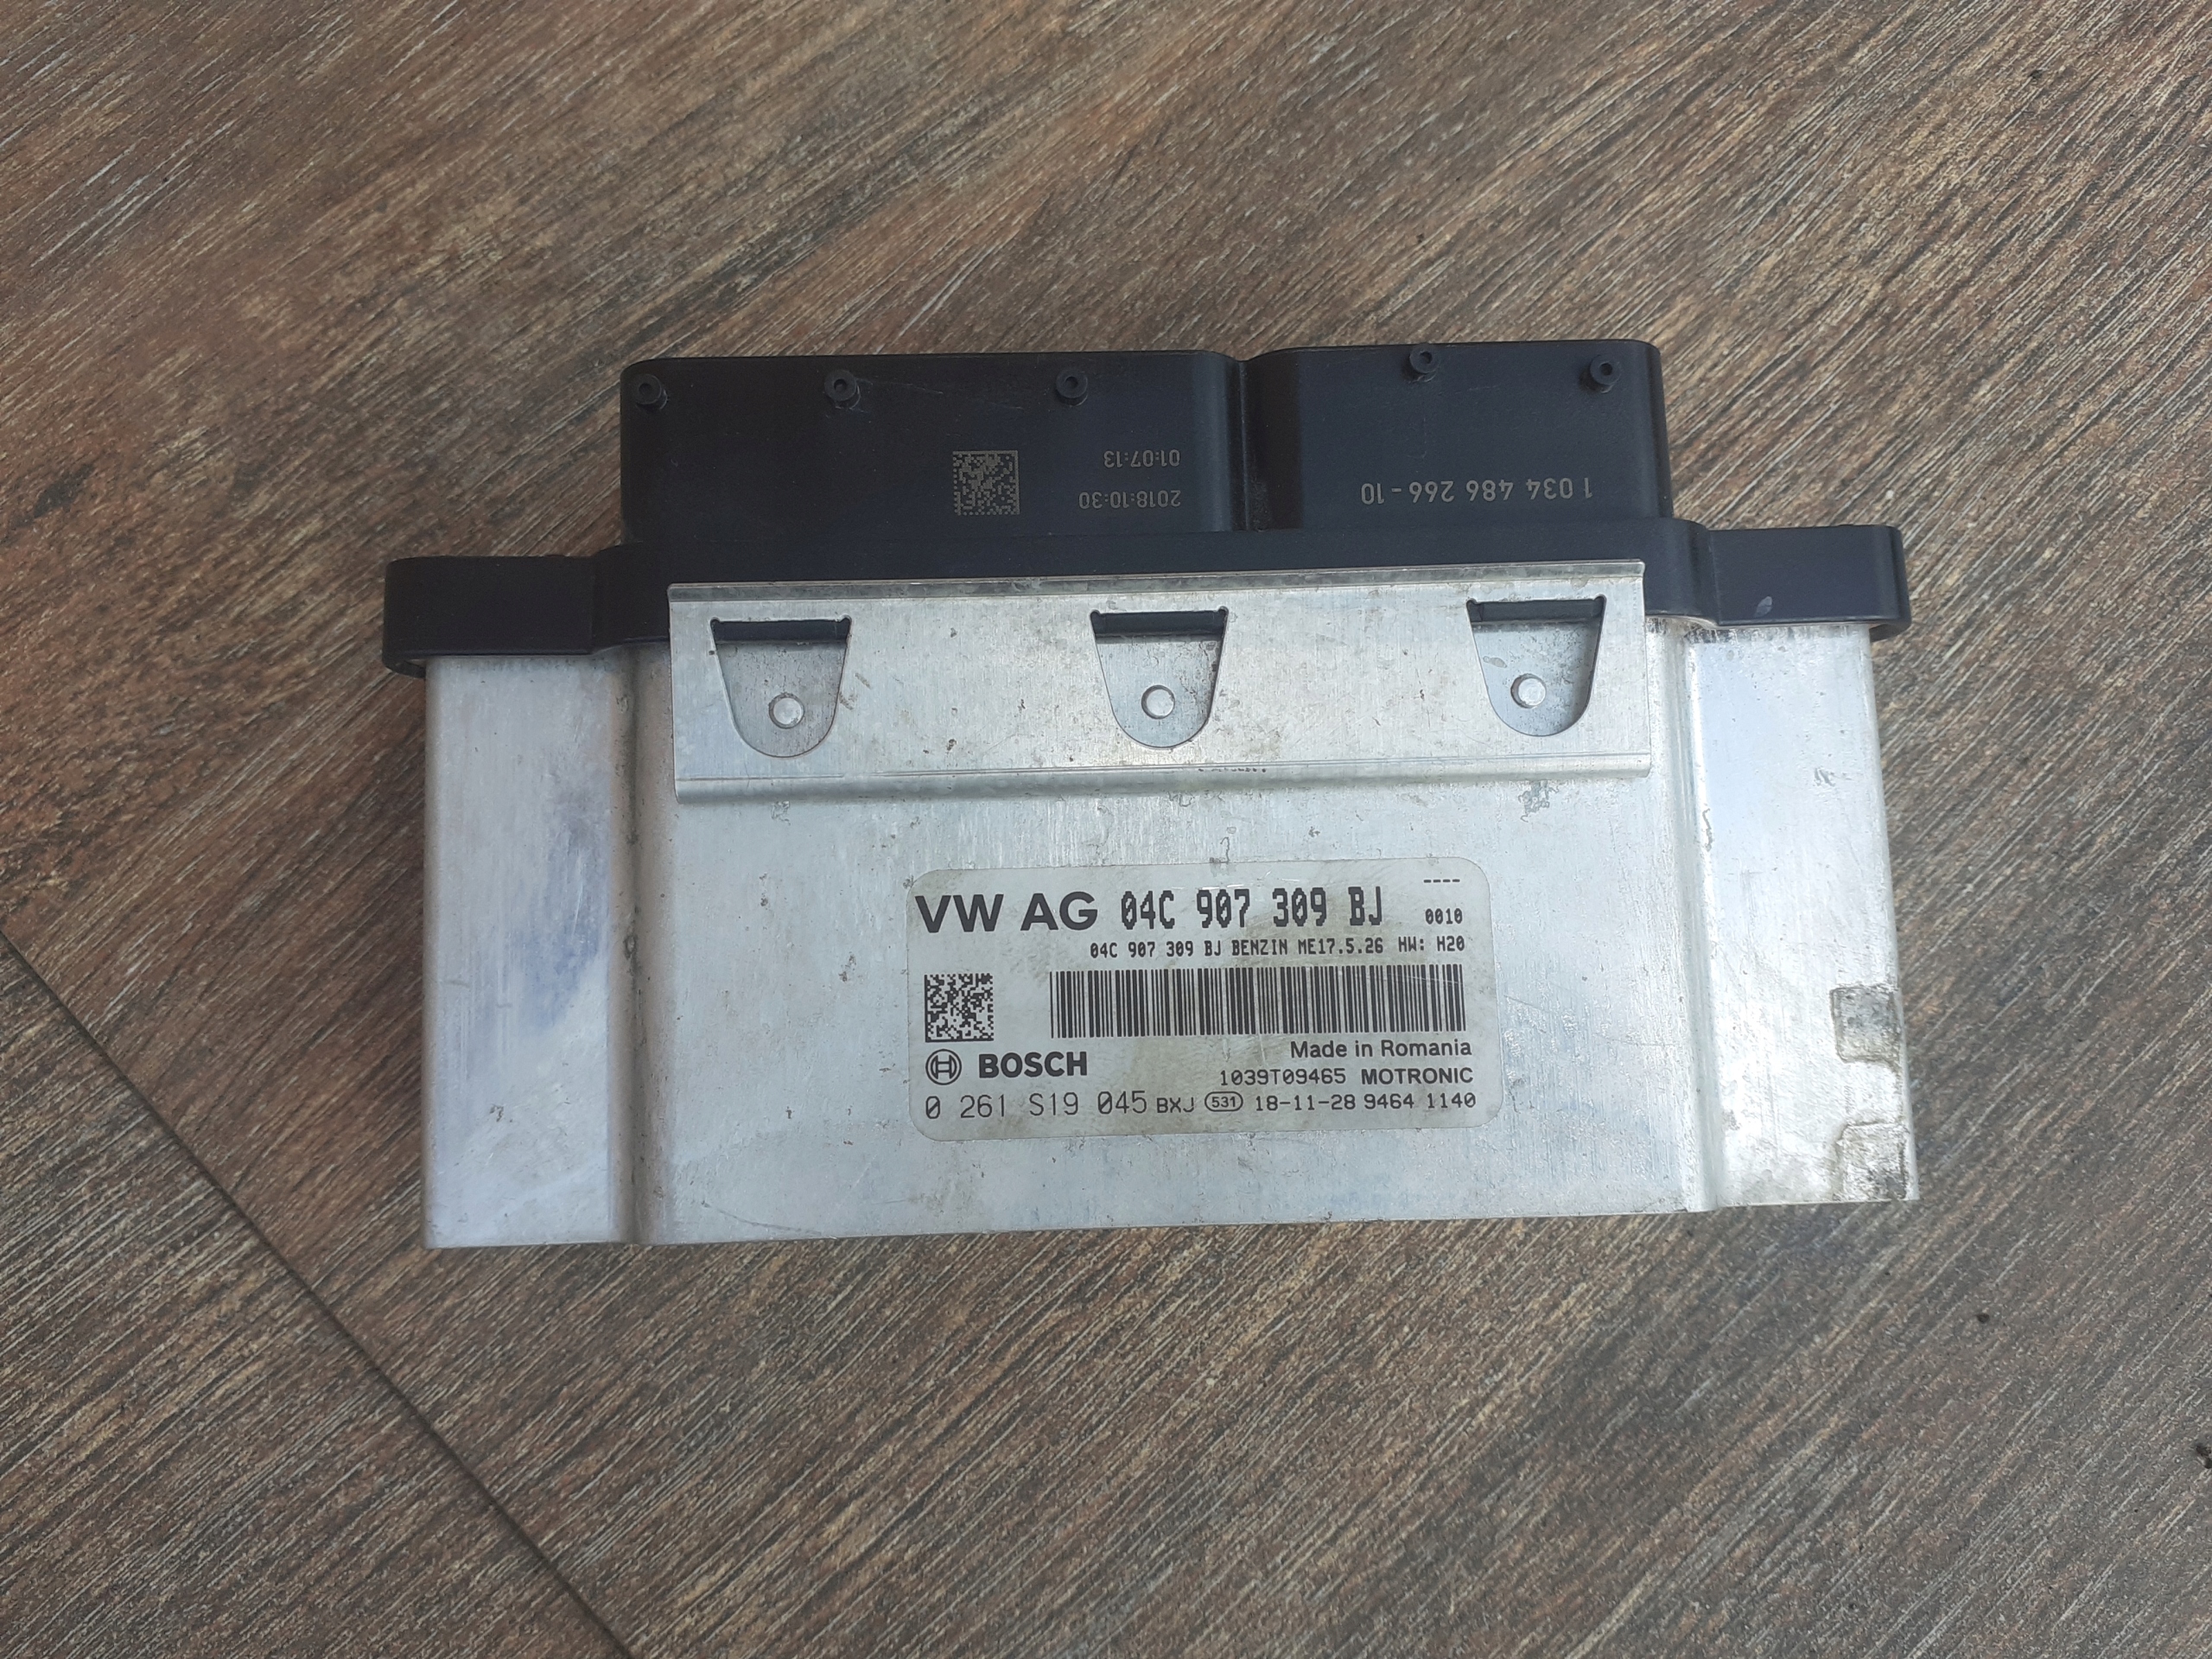 01:07:13
2018:10:30
1 034 486 266-10
VW AG 04C 907 309 BJ
----
0010
04C 907 309 BJ BENZIN ME17.5.26 HW: H20
BOSCH
Made in Romania
1039T09465 MOTRONIC
0 261 S19 045 BXJ 531 18-11-28 9464 1140